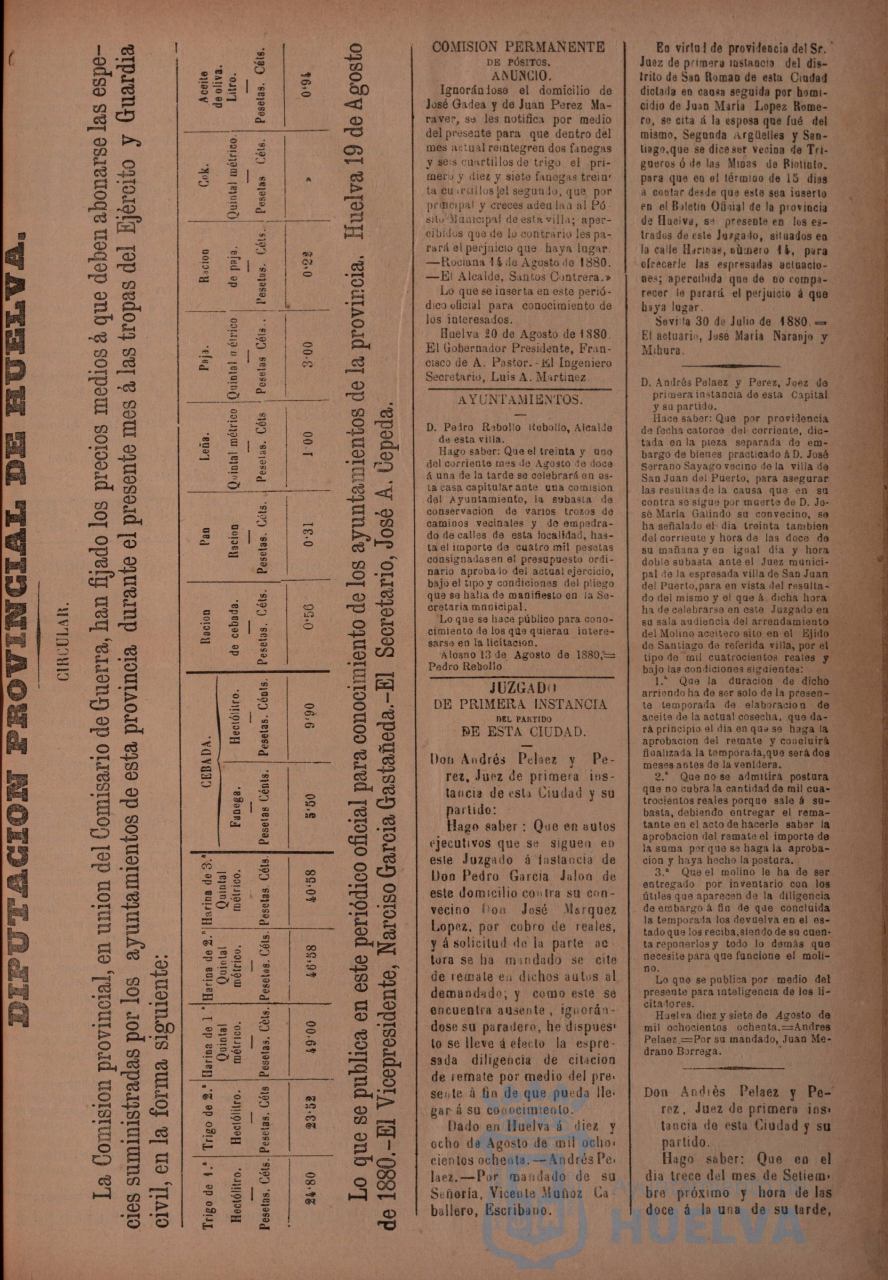 DIPUTACION PROVINCIAL DE HUELVA.
CIRCULAR.
La Comision provincial, en union del Comisario de Guerra, han fijado los precios medios á que deben abonarse las espe-
cies suministradas por los ayuntamientos de esta provincia durante el presente mes á las tropas del Ejército y Guardia
civil, en la forma siguiente:
Trigo de 1.ª Hectólitro. Pesetas. Céts. 24·80
Trigo de 2.ª Hectólitro. Pesetas. Céts 23·52
Harina de 1ª Quintal métrico. Pesetas. Céts. 49·00
Harina de 2.ª Quintal métrico. Pesetas. Céts. 46·58
Harina de 3.ª Quintal métrico. Pesetas. Céts 40·58
CEBADA.
Fanega. Pesetas Cénts. 5·50
Hectólitro. Pesetas. Cénts. 9·90
Racion de cebada. Pesetas. Céts. 0·56
Pan Racion Pesetas. Céts. 0·31
Leña. Quintal métrico Pesetas. Céts 1·00
Paja. Quintal métrico Pesetas. Céts. 3·00
Racion de paja. Pesetas. Céts. 0·22
Cok. Quintal métrico. Pesetas Céts. »
Aceite de oliva. Litro. Pesetas. Céts. 0·94
Lo que se publica en este periódico oficial para conocimiento de los ayuntamientos de la provincia. Huelva 19 de Agosto
de 1880.-El Vicepresidente, Narciso Garcia Gastañeda.-El Secretario, José A. Cepeda.
COMISION PERMANENTE
DE PÓSITOS.
ANUNCIO.
Ignorándose el domicilio de
José Gadea y de Juan Perez Ma-
raver, se les notifica por medio
del presente para que dentro del
mes actual reintegren dos fanegas
y seis cuartillos de trigo el pri-
mero y diez y siete fanegas trein-
ta cuartillos el segundo, que por
principal y creces adeudan al Pó-
sito Municipal de esta villa; aper-
cibidos que de lo contrario les pa-
rará el perjuicio que haya lugar.
—Rociana 14 de Agosto de 1880.
—El Alcalde, Santos Contrera.»
Lo que se inserta en este perió-
dico oficial para conocimiento de
los interesados.
Huelva 20 de Agosto de 1880.
El Gobernador Presidente, Fran-
cisco de A. Pastor.-El Ingeniero
Secretario, Luis A. Martinez
AYUNTAMIENTOS.
D. Pedro Rebollo Rebollo, Alcalde
de esta villa.
Hago saber: Que el treinta y uno
del corriente mes de Agosto de doce
á una de la tarde se celebrará en es-
ta casa capitular ante una comision
del Ayuntamiento, la subasta de
conservacion de varios trozos de
caminos vecinales y de empedra-
do de calles de esta localidad, has-
ta el importe de cuatro mil pesetas
consignadas en el presupuesto ordi-
nario aprobado del actual ejercicio,
bajo el tipo y condiciones del pliego
que se halla de manifiesto en la Se-
cretaria municipal.
Lo que se hace público para cono-
cimiento de los que quieran intere-
sarse en la licitacion.
Alosno 13 de Agosto de 1880,=
Pedro Rebollo
JUZGADO
DE PRIMERA INSTANCIA
DEL PARTIDO
DE ESTA CIUDAD.
Don Andrés Pelaez y Pe-
rez, Juez de primera ins-
tancia de esta Ciudad y su
partido:
Hago saber: Que en autos
ejecutivos que se siguen en
este Juzgado á instancia de
Don Pedro García Jalon de
este domicilio contra su con-
vecino Don José Marquez
Lopez, por cobro de reales,
y á solicitud de la parte ac
tora se ha mandado se cite
de remate en dichos autos al
demandado; y como este se
encuentra ausente, ignorán-
dose su paradero, he dispues-
to se lleve á efecto la espre-
sada diligencia de citacion
de remate por medio del pre-
sente á fin de que pueda lle-
gar á su conocimiento.
Dado en Huelva á diez y
ocho de Agosto de mil ocho-
cientos ochenta.—Andrés Pe-
laez.—Por mandado de su
Señoría, Vicente Muñoz Ca-
ballero, Escribano.
En virtud de providencia del Sr.
Juez de primera instancia del dis-
trito de San Roman de esta Ciudad
dictada en causa seguida por homi-
cidio de Juan María Lopez Rome-
ro, se cita á la esposa que fué del
mismo, Segunda Argüelles y San-
tiago, que se dice ser vecina de Tri-
gueros ó de las Minas de Riotinto,
para que en el término de 15 dias
á contar desde que este sea inserto
en el Boletin Oficial de la provincia
de Huelva, se presente en los es-
trados de este Juzgado, situados en
la calle Harinas, número 14, para
ofrecerle las espresadas actuacio-
nes; apercibida que de no compa-
recer le parará el perjuicio á que
haya lugar.
Sevilla 30 de Julio de 1880.=
El actuario, José María Naranjo y
Mihura.
D. Andrés Pelaez y Perez, Juez de
primera instancia de esta Capital
y su partido.
Hace saber: Que por providencia
de fecha catorce del corriente, dic-
tada en la pieza separada de em-
bargo de bienes practicado á D. José
Serrano Sayago vecino de la villa de
San Juan del Puerto, para asegurar
las resultas de la causa que en su
contra se sigue por muerte de D. Jo-
sé María Galindo su convecino, se
ha señalado el dia treinta tambien
del corriente y hora de las doce de
su mañana y en igual dia y hora
doble subasta ante el Juez munici-
pal de la espresada villa de San Juan
del Puerto, para en vista del resulta-
do del mismo y el que á dicha hora
ha de celebrarse en este Juzgado en
su sala audiencia del arrendamiento
del Molino aceitero sito en el Ejido
de Santiago de referida villa, por el
tipo de mil cuatrocientos reales y
bajo las condiciones siguientes:
1.ª Que la duracion de dicho
arriendo ha de ser solo de la presen-
te temporada de elaboracion de
aceite de la actual cosecha, que da-
rá principio el dia en que se haga la
aprobacion del remate y concluirá
finalizada la temporada, que será dos
meses antes de la venidera.
2.ª Que no se admitirá postura
que no cubra la cantidad de mil cua-
trocientos reales porque sale á su-
basta, debiendo entregar el rema-
tante en el acto de hacerle saber la
aprobacion del remate el importe de
la suma por que se haga la aproba-
cion y haya hecho la postura.
3.ª Que el molino le ha de ser
entregado por inventario con los
útiles que aparecen de la diligencia
de embargo á fin de que concluida
la temporada los devuelva en el es-
tado que los reciba, siendo de su cuen-
ta reponerlos y todo lo demás que
necesite para que funcione el moli-
no.
Lo que se publica por medio del
presente para inteligencia de los li-
citadores.
Huelva diez y siete de Agosto de
mil ochocientos ochenta.=Andres
Pelaez.=Por su mandado, Juan Me-
drano Borrega.
Don Andrés Pelaez y Pe-
rez, Juez de primera ins-
tancia de esta Ciudad y su
partido.
Hago saber: Que en el
dia trece del mes de Setiem-
bre próximo y hora de las
doce á la una de su tarde,
HUELVA